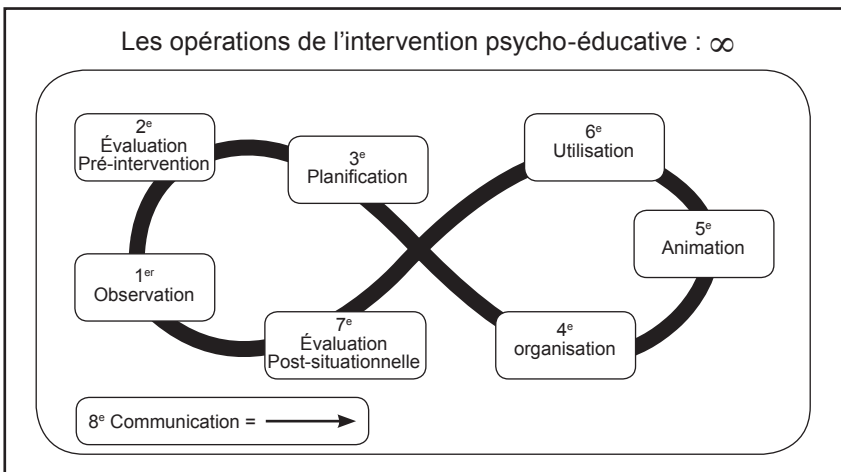 Les opérations de l'intervention psycho-éducative : ∞
2e
Évaluation
Pré-intervention
3e
Planification
6e
Utilisation
5e
Animation
1er
Observation
7e
Évaluation
Post-situationnelle
4e
organisation
8e Communication =